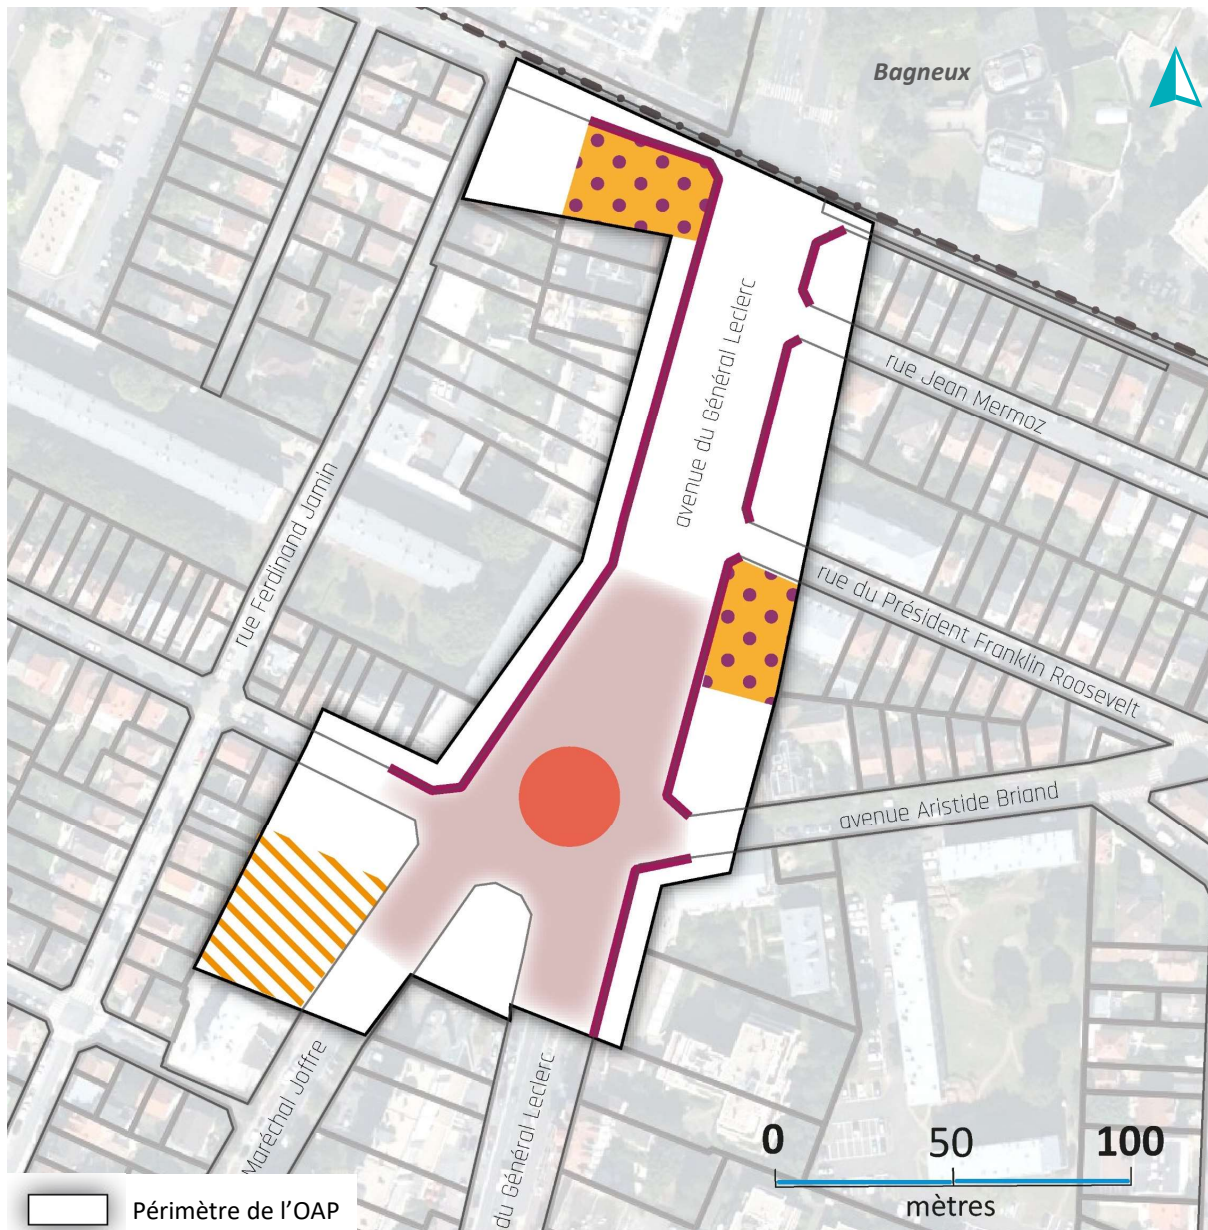 Bagneux
avenue du Général Leclerc
rue Jean Mermoz
rue Ferdinand Jamin
rue du Président Franklin Roosevelt
avenue Aristide Briand
Maréchal Joffre
du Général Leclerc
0 50 100
mètres
Périmètre de l'OAP